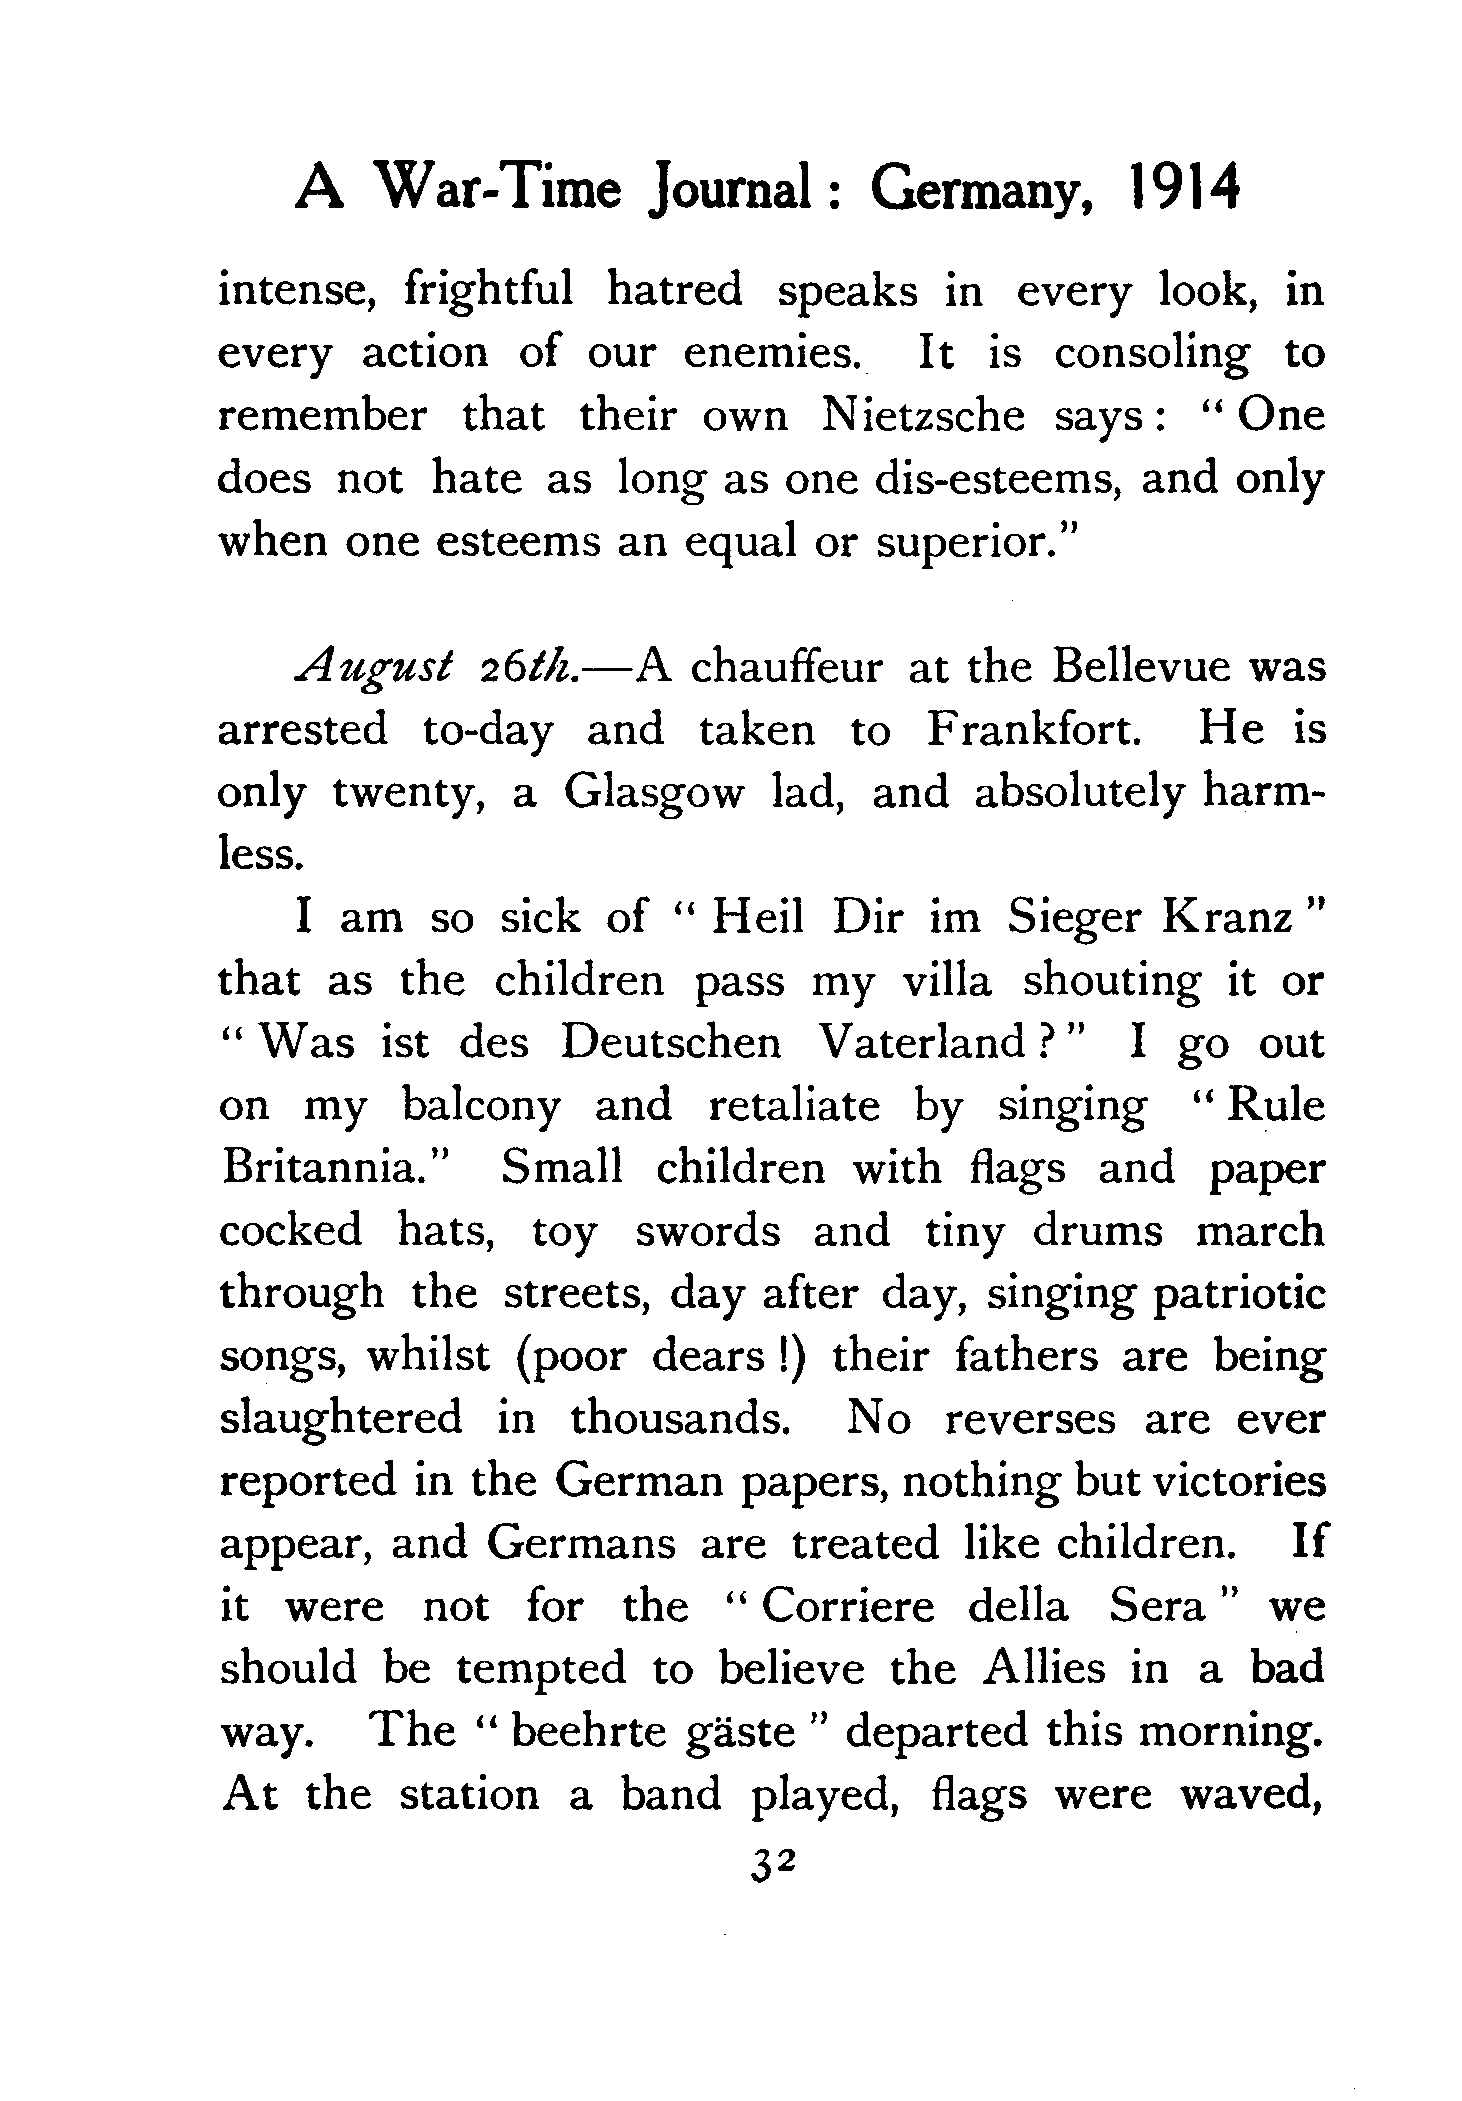 A War-Time Journal : Germany, 1914
intense, frightful hatred speaks in every look, in
every action of our enemies. It is consoling to
remember that their own Nietzsche says : " One
does not hate as long as one dis-esteems, and only
when one esteems an equal or superior."
August 26th.—A chauffeur at the Bellevue was
arrested to-day and taken to Frankfort. He is
only twenty, a Glasgow lad, and absolutely harm-
less.
I am so sick of " Heil Dir im Sieger Kranz "
that as the children pass my villa shouting it or
" Was ist des Deutschen Vaterland ? " I go out
on my balcony and retaliate by singing " Rule
Britannia." Small children with flags and paper
cocked hats, toy swords and tiny drums march
through the streets, day after day, singing patriotic
songs, whilst (poor dears !) their fathers are being
slaughtered in thousands. No reverses are ever
reported in the German papers, nothing but victories
appear, and Germans are treated like children. If
it were not for the " Corriere della Sera " we
should be tempted to believe the Allies in a bad
way. The " beehrte gäste " departed this morning.
At the station a band played, flags were waved,
32